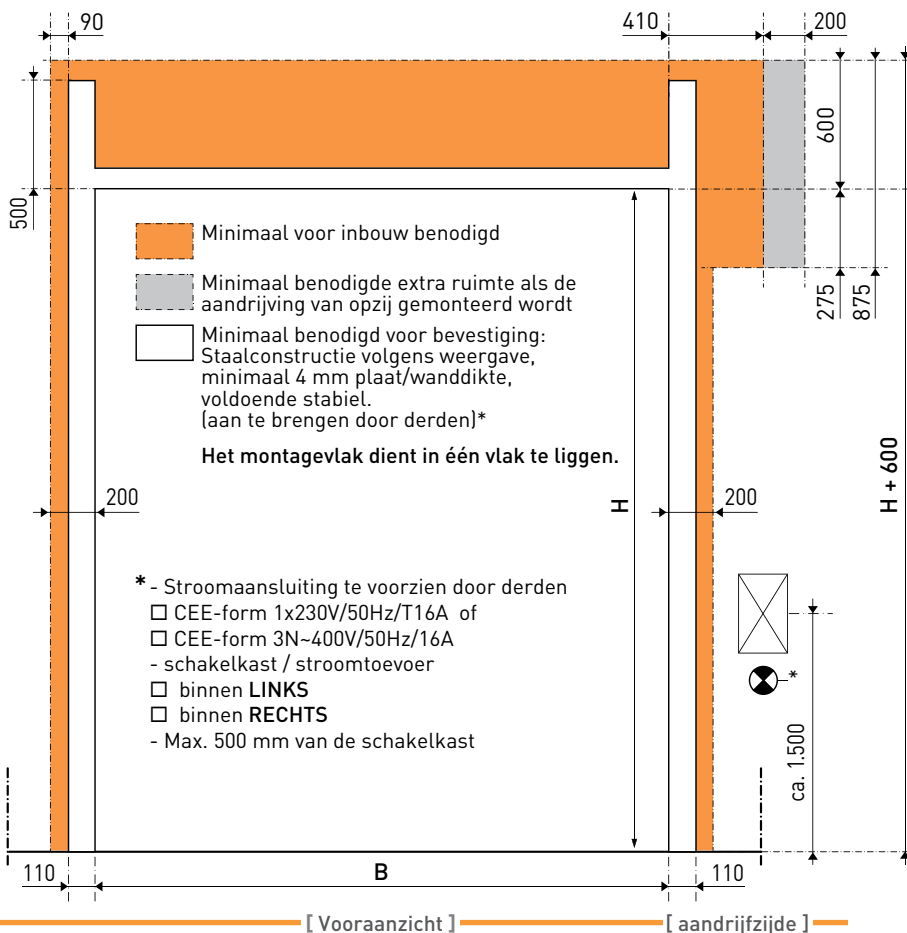 90
410
200
600
500
Minimaal voor inbouw benodigd
Minimaal benodigde extra ruimte als de
aandrijving van opzij gemonteerd wordt
275
875
Minimaal benodigd voor bevestiging:
Staalconstructie volgens weergave,
minimaal 4 mm plaat/wanddikte,
voldoende stabiel.
(aan te brengen door derden)*
Het montagevlak dient in één vlak te liggen.
H + 600
200
H
200
* - Stroomaansluiting te voorzien door derden
☐ CEE-form 1x230V/50Hz/T16A of
☐ CEE-form 3N~400V/50Hz/16A
- schakelkast / stroomtoevoer
☐ binnen LINKS
☐ binnen RECHTS
- Max. 500 mm van de schakelkast
*
ca. 1.500
110
B
110
[ Vooraanzicht ]
[ aandrijfzijde ]